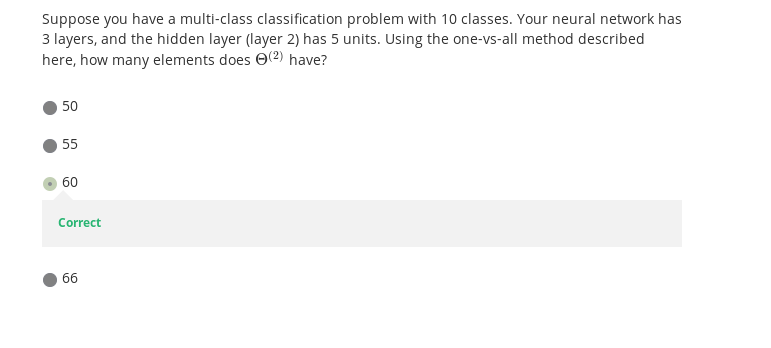 Suppose you have a multi-class classification problem with 10 classes. Your neural network has
3 layers, and the hidden layer (layer 2) has 5 units. Using the one-vs-all method described
here, how many elements does Θ⁽²⁾ have?
50
55
60
Correct
66